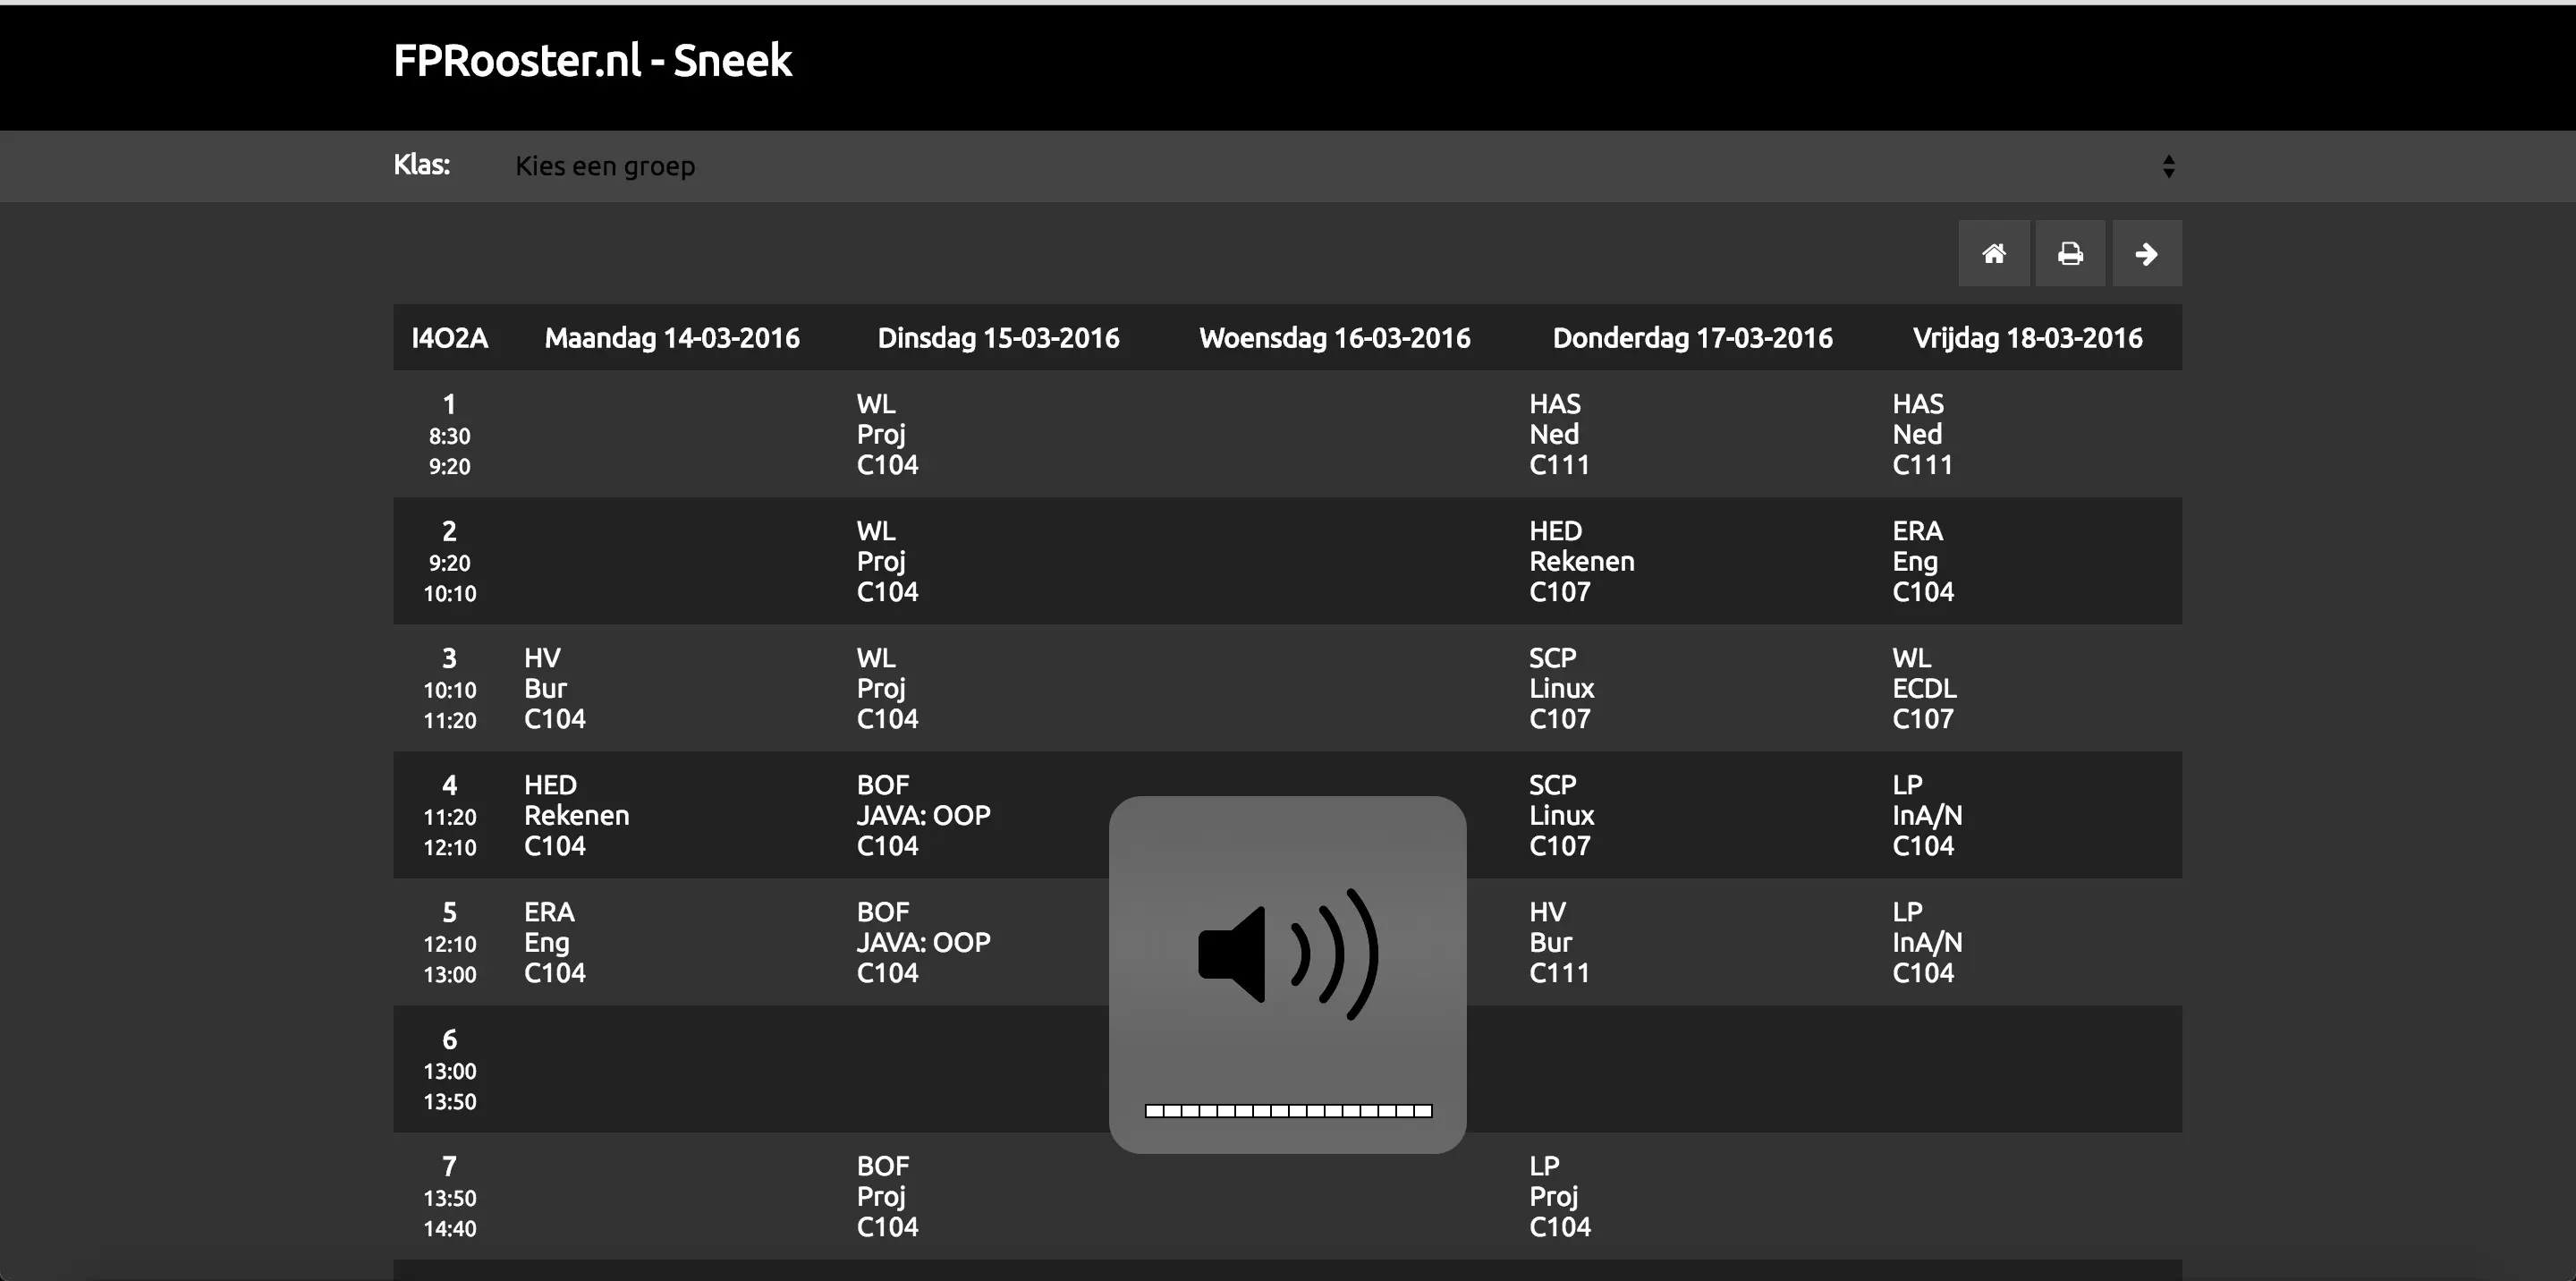 FPRooster.nl - Sneek
Klas: Kies een groep
I4O2A Maandag 14-03-2016 Dinsdag 15-03-2016 Woensdag 16-03-2016 Donderdag 17-03-2016 Vrijdag 18-03-2016
1 WL HAS HAS
8:30 Proj Ned Ned
9:20 C104 C111 C111
2 WL HED ERA
9:20 Proj Rekenen Eng
10:10 C104 C107 C104
3 HV WL SCP WL
10:10 Bur Proj Linux ECDL
11:20 C104 C104 C107 C107
4 HED BOF SCP LP
11:20 Rekenen JAVA: OOP Linux InA/N
12:10 C104 C104 C107 C104
5 ERA BOF HV LP
12:10 Eng JAVA: OOP Bur InA/N
13:00 C104 C104 C111 C104
6
13:00
13:50
7 BOF LP
13:50 Proj Proj
14:40 C104 C104